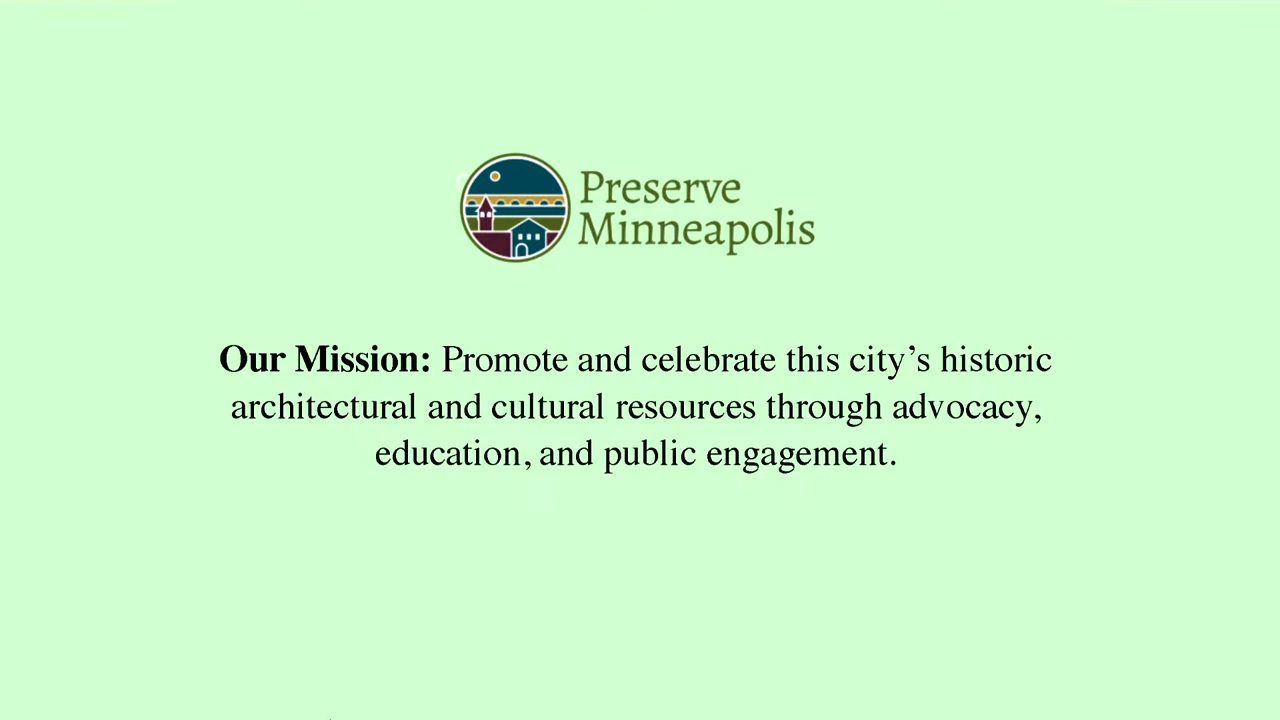 Preserve
Minneapolis
Our Mission: Promote and celebrate this city’s historic
architectural and cultural resources through advocacy,
education, and public engagement.